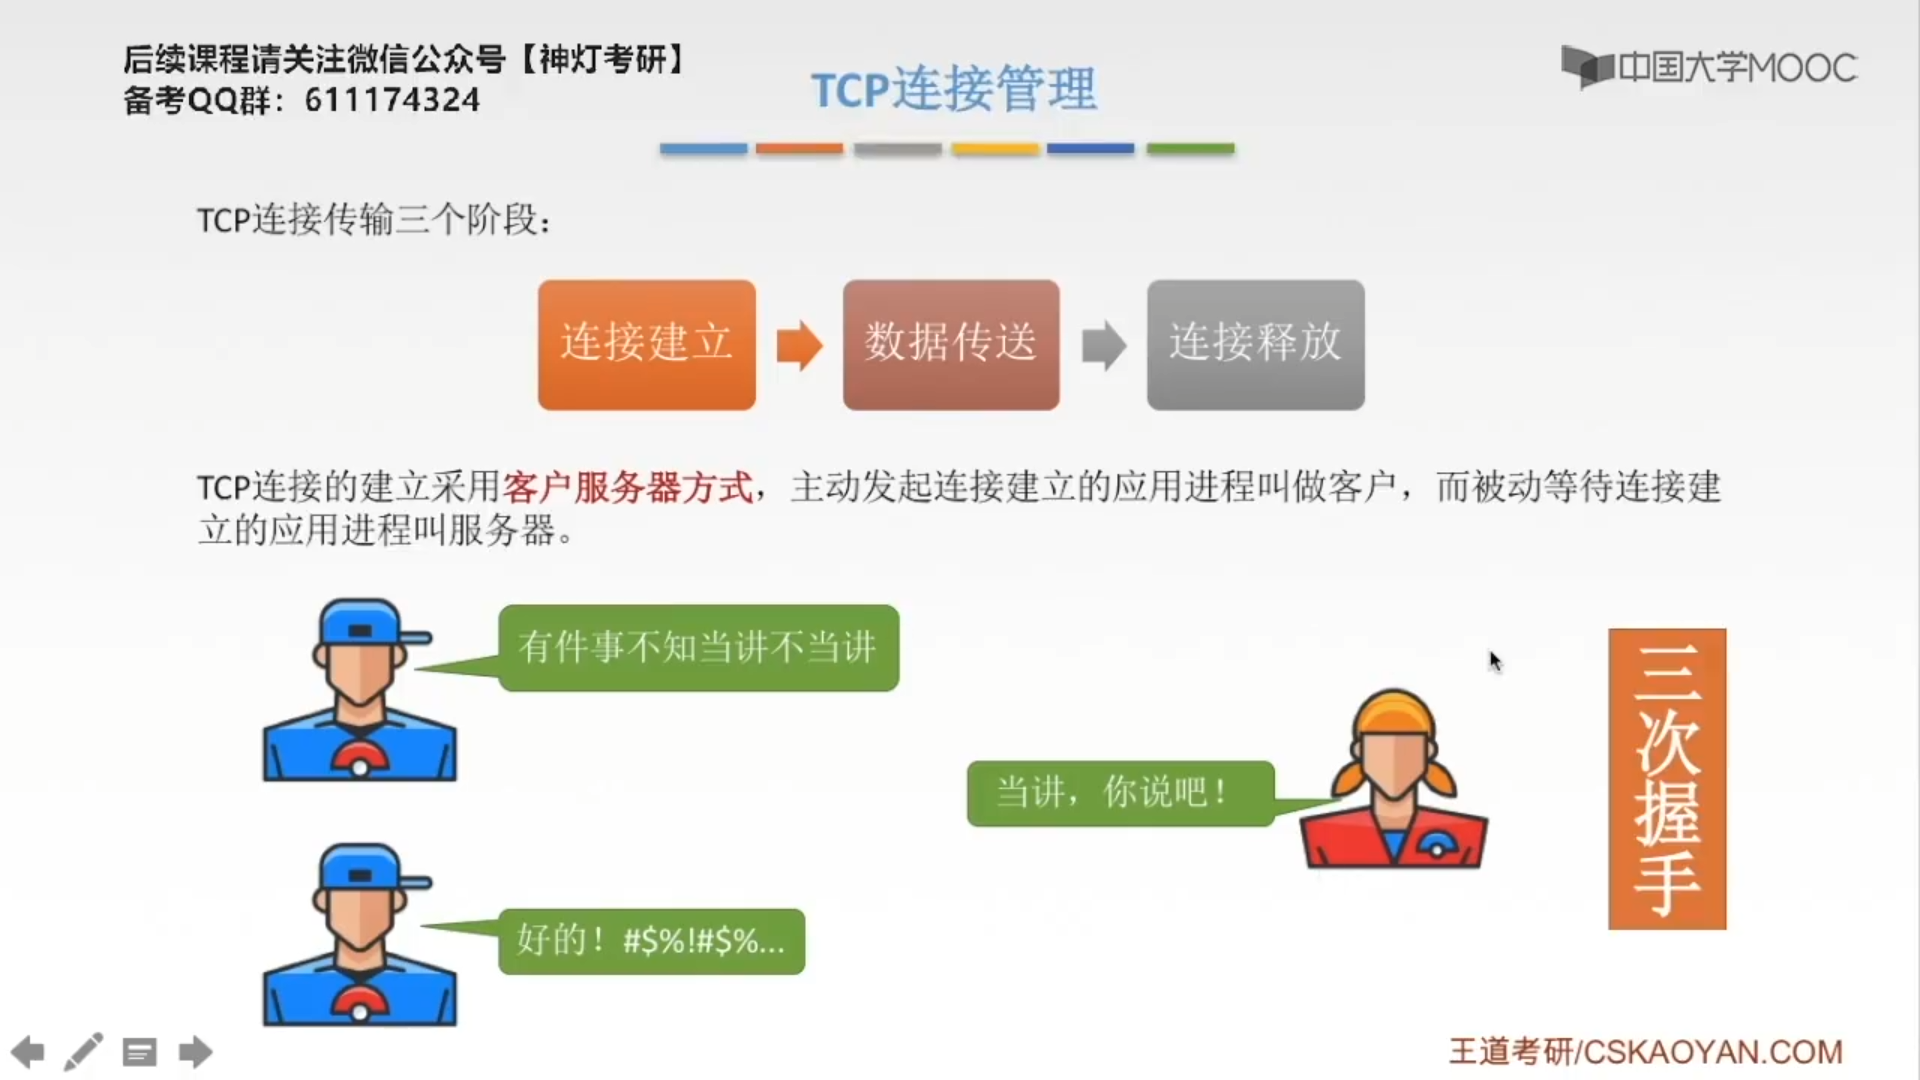 后续课程请关注微信公众号【神灯考研】
备考QQ群：611174324
中国大学MOOC
TCP连接管理
TCP连接传输三个阶段：
连接建立
数据传送
连接释放
TCP连接的建立采用客户服务器方式，主动发起连接建立的应用进程叫做客户，而被动等待连接建
立的应用进程叫服务器。
有件事不知当讲不当讲
当讲，你说吧！
好的！#$%!#$%...
三次握手
王道考研/CSKAOYAN.COM